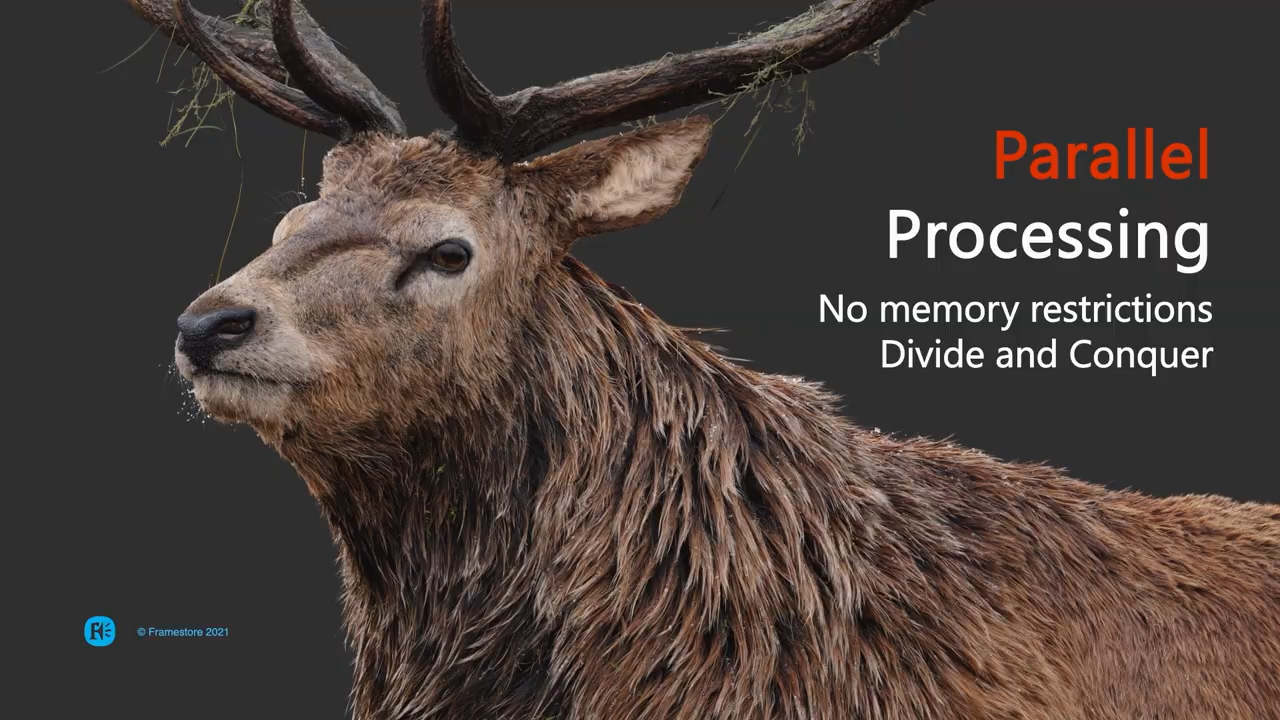 Parallel
Processing
No memory restrictions
Divide and Conquer
© Framestore 2021